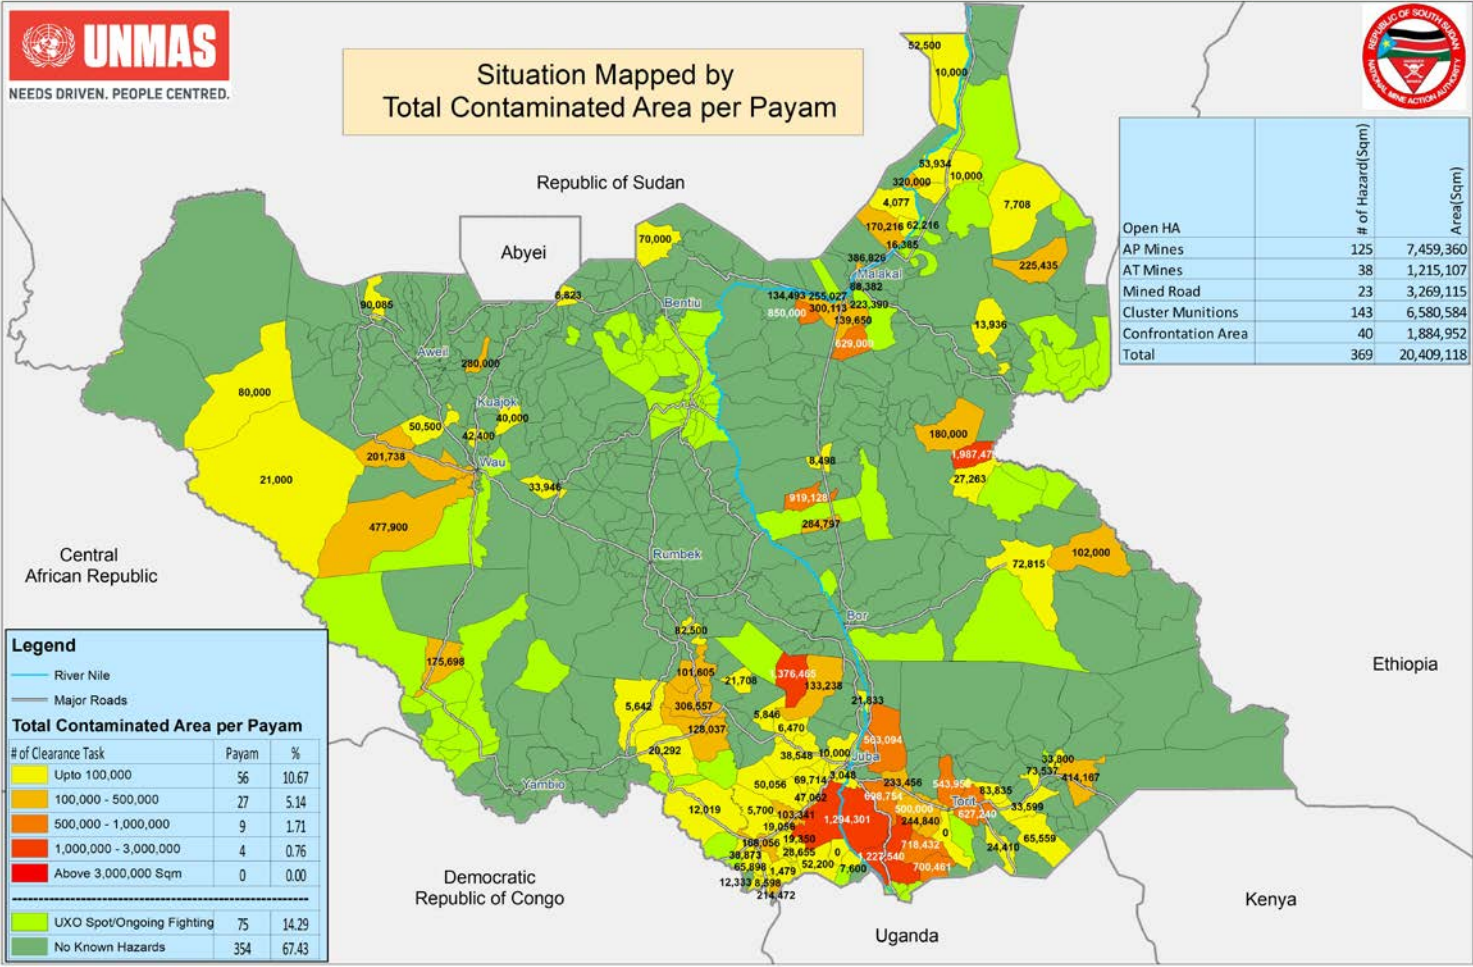 UNMAS
NEEDS DRIVEN. PEOPLE CENTRED.
Situation Mapped by
Total Contaminated Area per Payam
REPUBLIC OF SOUTH SUDAN
NATIONAL MINE ACTION AUTHORITY
Open HA # of Hazard(Sqm) Area(Sqm)
AP Mines 125 7,459,360
AT Mines 38 1,215,107
Mined Road 23 3,269,115
Cluster Munitions 143 6,580,584
Confrontation Area 40 1,884,952
Total 369 20,409,118
52,500
10,000
53,934
10,000
320,000
4,077
7,708
170,216 62,216
16,385
225,435
386,826
Malakal
88,382
134,493 255,027
223,390
850,000
300,113
139,650
629,000
13,936
Republic of Sudan
Abyei
70,000
6,823
Bentiu
90,085
Aweil
280,000
Kuajok
80,000
40,000
50,500
42,400
201,738
Wau
21,000
33,946
477,900
8,498
919,128
284,797
180,000
27,263
102,000
72,815
Central
African Republic
Rumbek
Bor
Ethiopia
82,500
175,698
101,605
21,708
1,376,465
133,238
5,642
306,557
21,833
5,846
128,037
6,470
563,094
20,292
38,548
10,000
Juba
33,800
73,537
414,167
Yambio
50,056
69,714
3,048
233,456
83,835
47,062
698,754
Torit
12,019
5,700
103,341
500,000
33,599
19,056
1,294,301
244,840
627,240
0
19,350
65,559
24,410
38,873
28,655
0
718,432
65,898
1,479
52,200
7,600
1,227,540
700,461
12,333
8,598
214,472
Democratic
Republic of Congo
Uganda
Kenya
Legend
River Nile
Major Roads
Total Contaminated Area per Payam
# of Clearance Task Payam %
Upto 100,000 56 10.67
100,000 - 500,000 27 5.14
500,000 - 1,000,000 9 1.71
1,000,000 - 3,000,000 4 0.76
Above 3,000,000 Sqm 0 0.00
UXO Spot/Ongoing Fighting 75 14.29
No Known Hazards 354 67.43